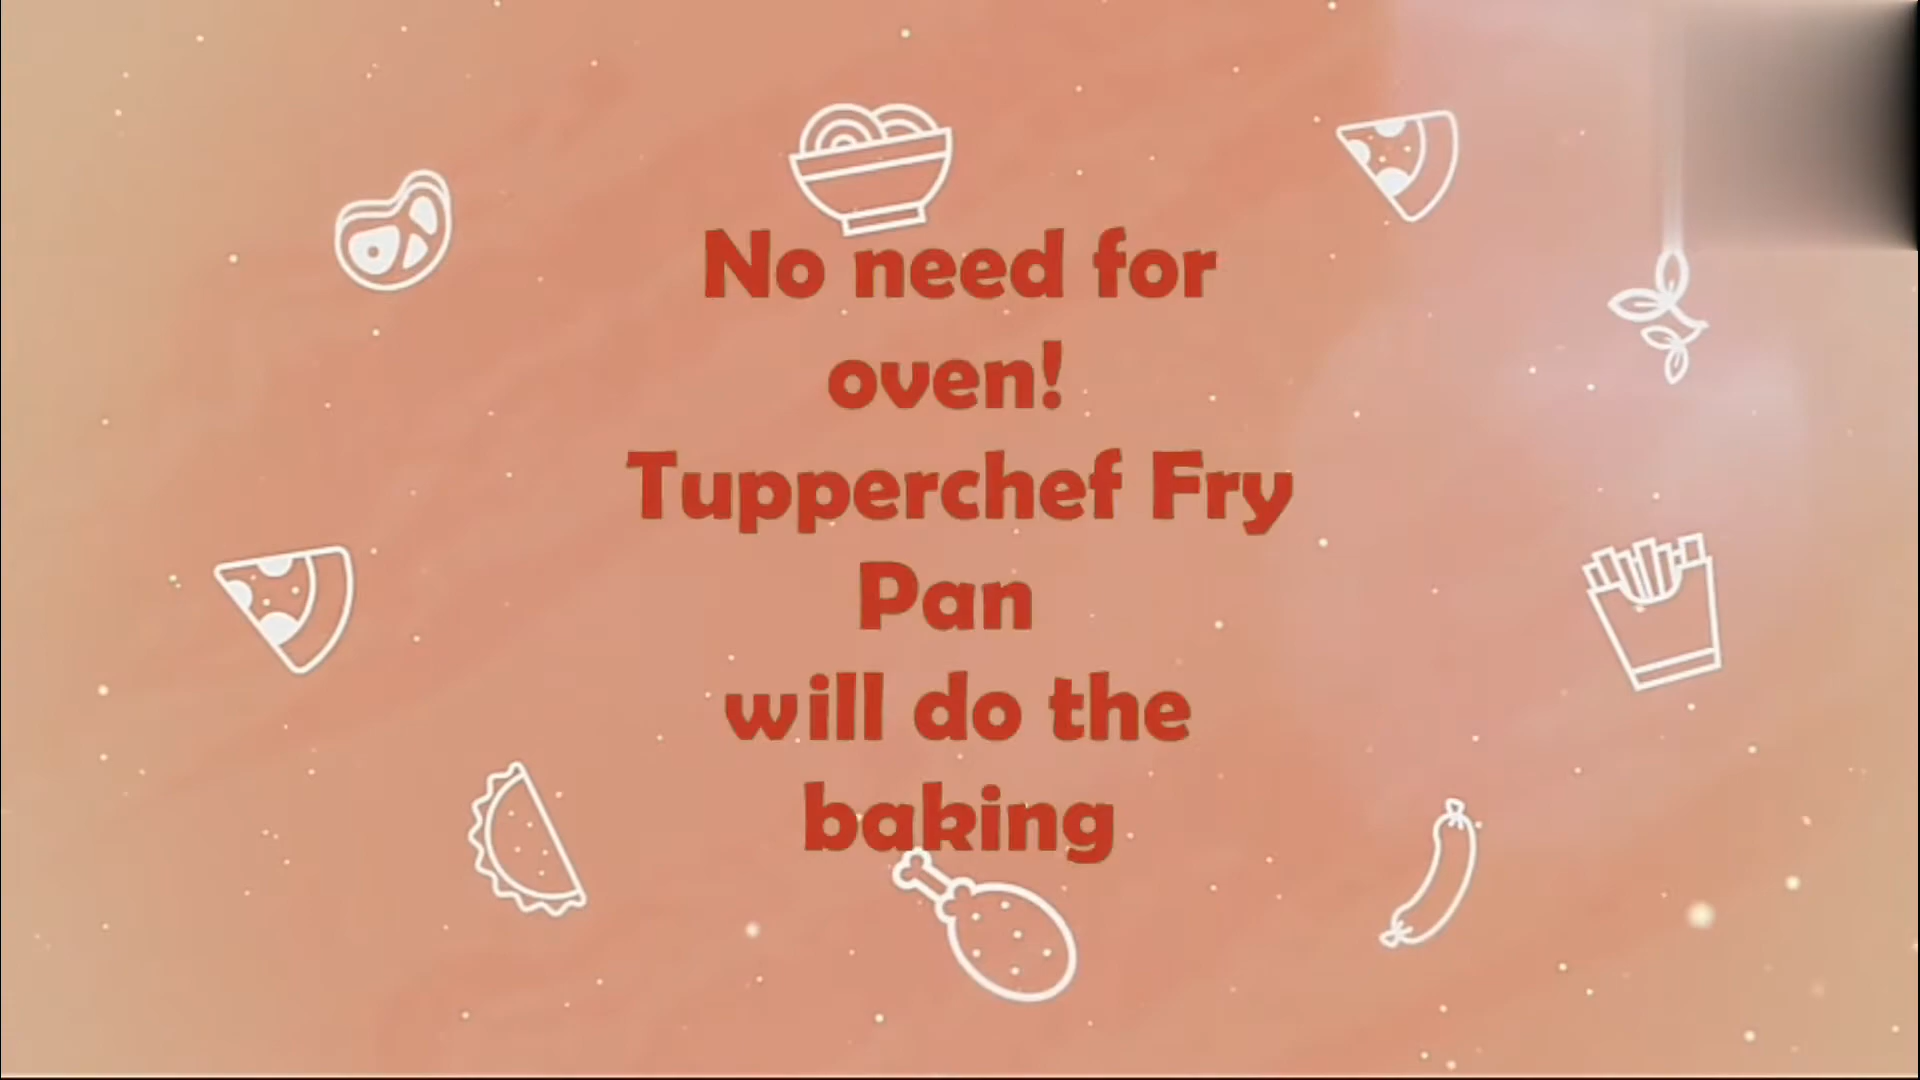 No need for
oven!
Tupperchef Fry
Pan
will do the
baking